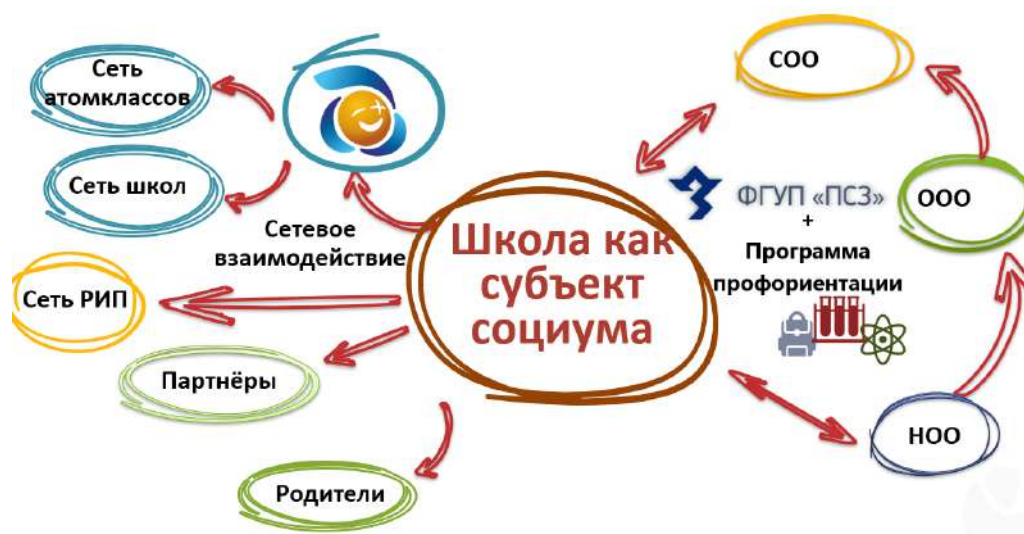 Сеть
атомклассов
Сеть школ
Сетевое
взаимодействие
Сеть РИП
Партнёры
Родители
Школа как
субъект
социума
СОО
ФГУП «ПСЗ»
+
Программа
профориентации
ООО
НОО